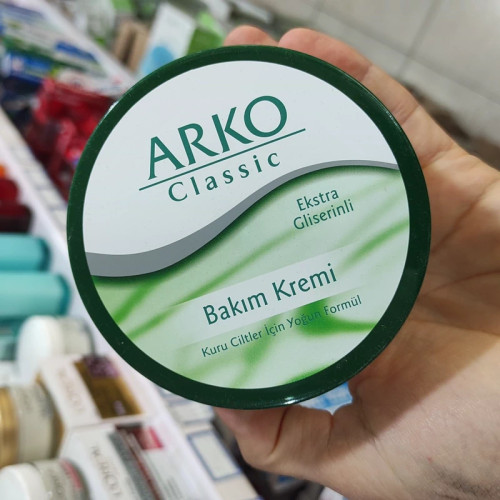 ARKO
Classic
Ekstra
Gliserinli
Bakım Kremi
Kuru Ciltler İçin Yoğun Formül